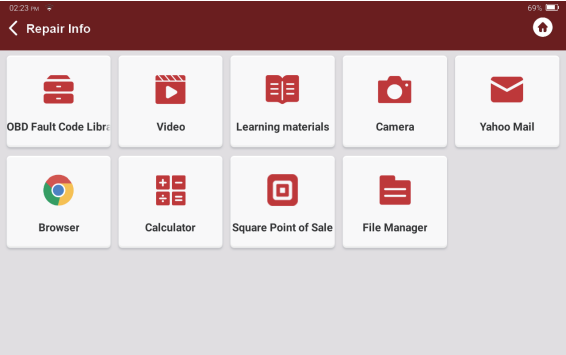 02:23 PM
69%
Repair Info
OBD Fault Code Libra
Video
Learning materials
Camera
Yahoo Mail
Browser
Calculator
Square Point of Sale
File Manager